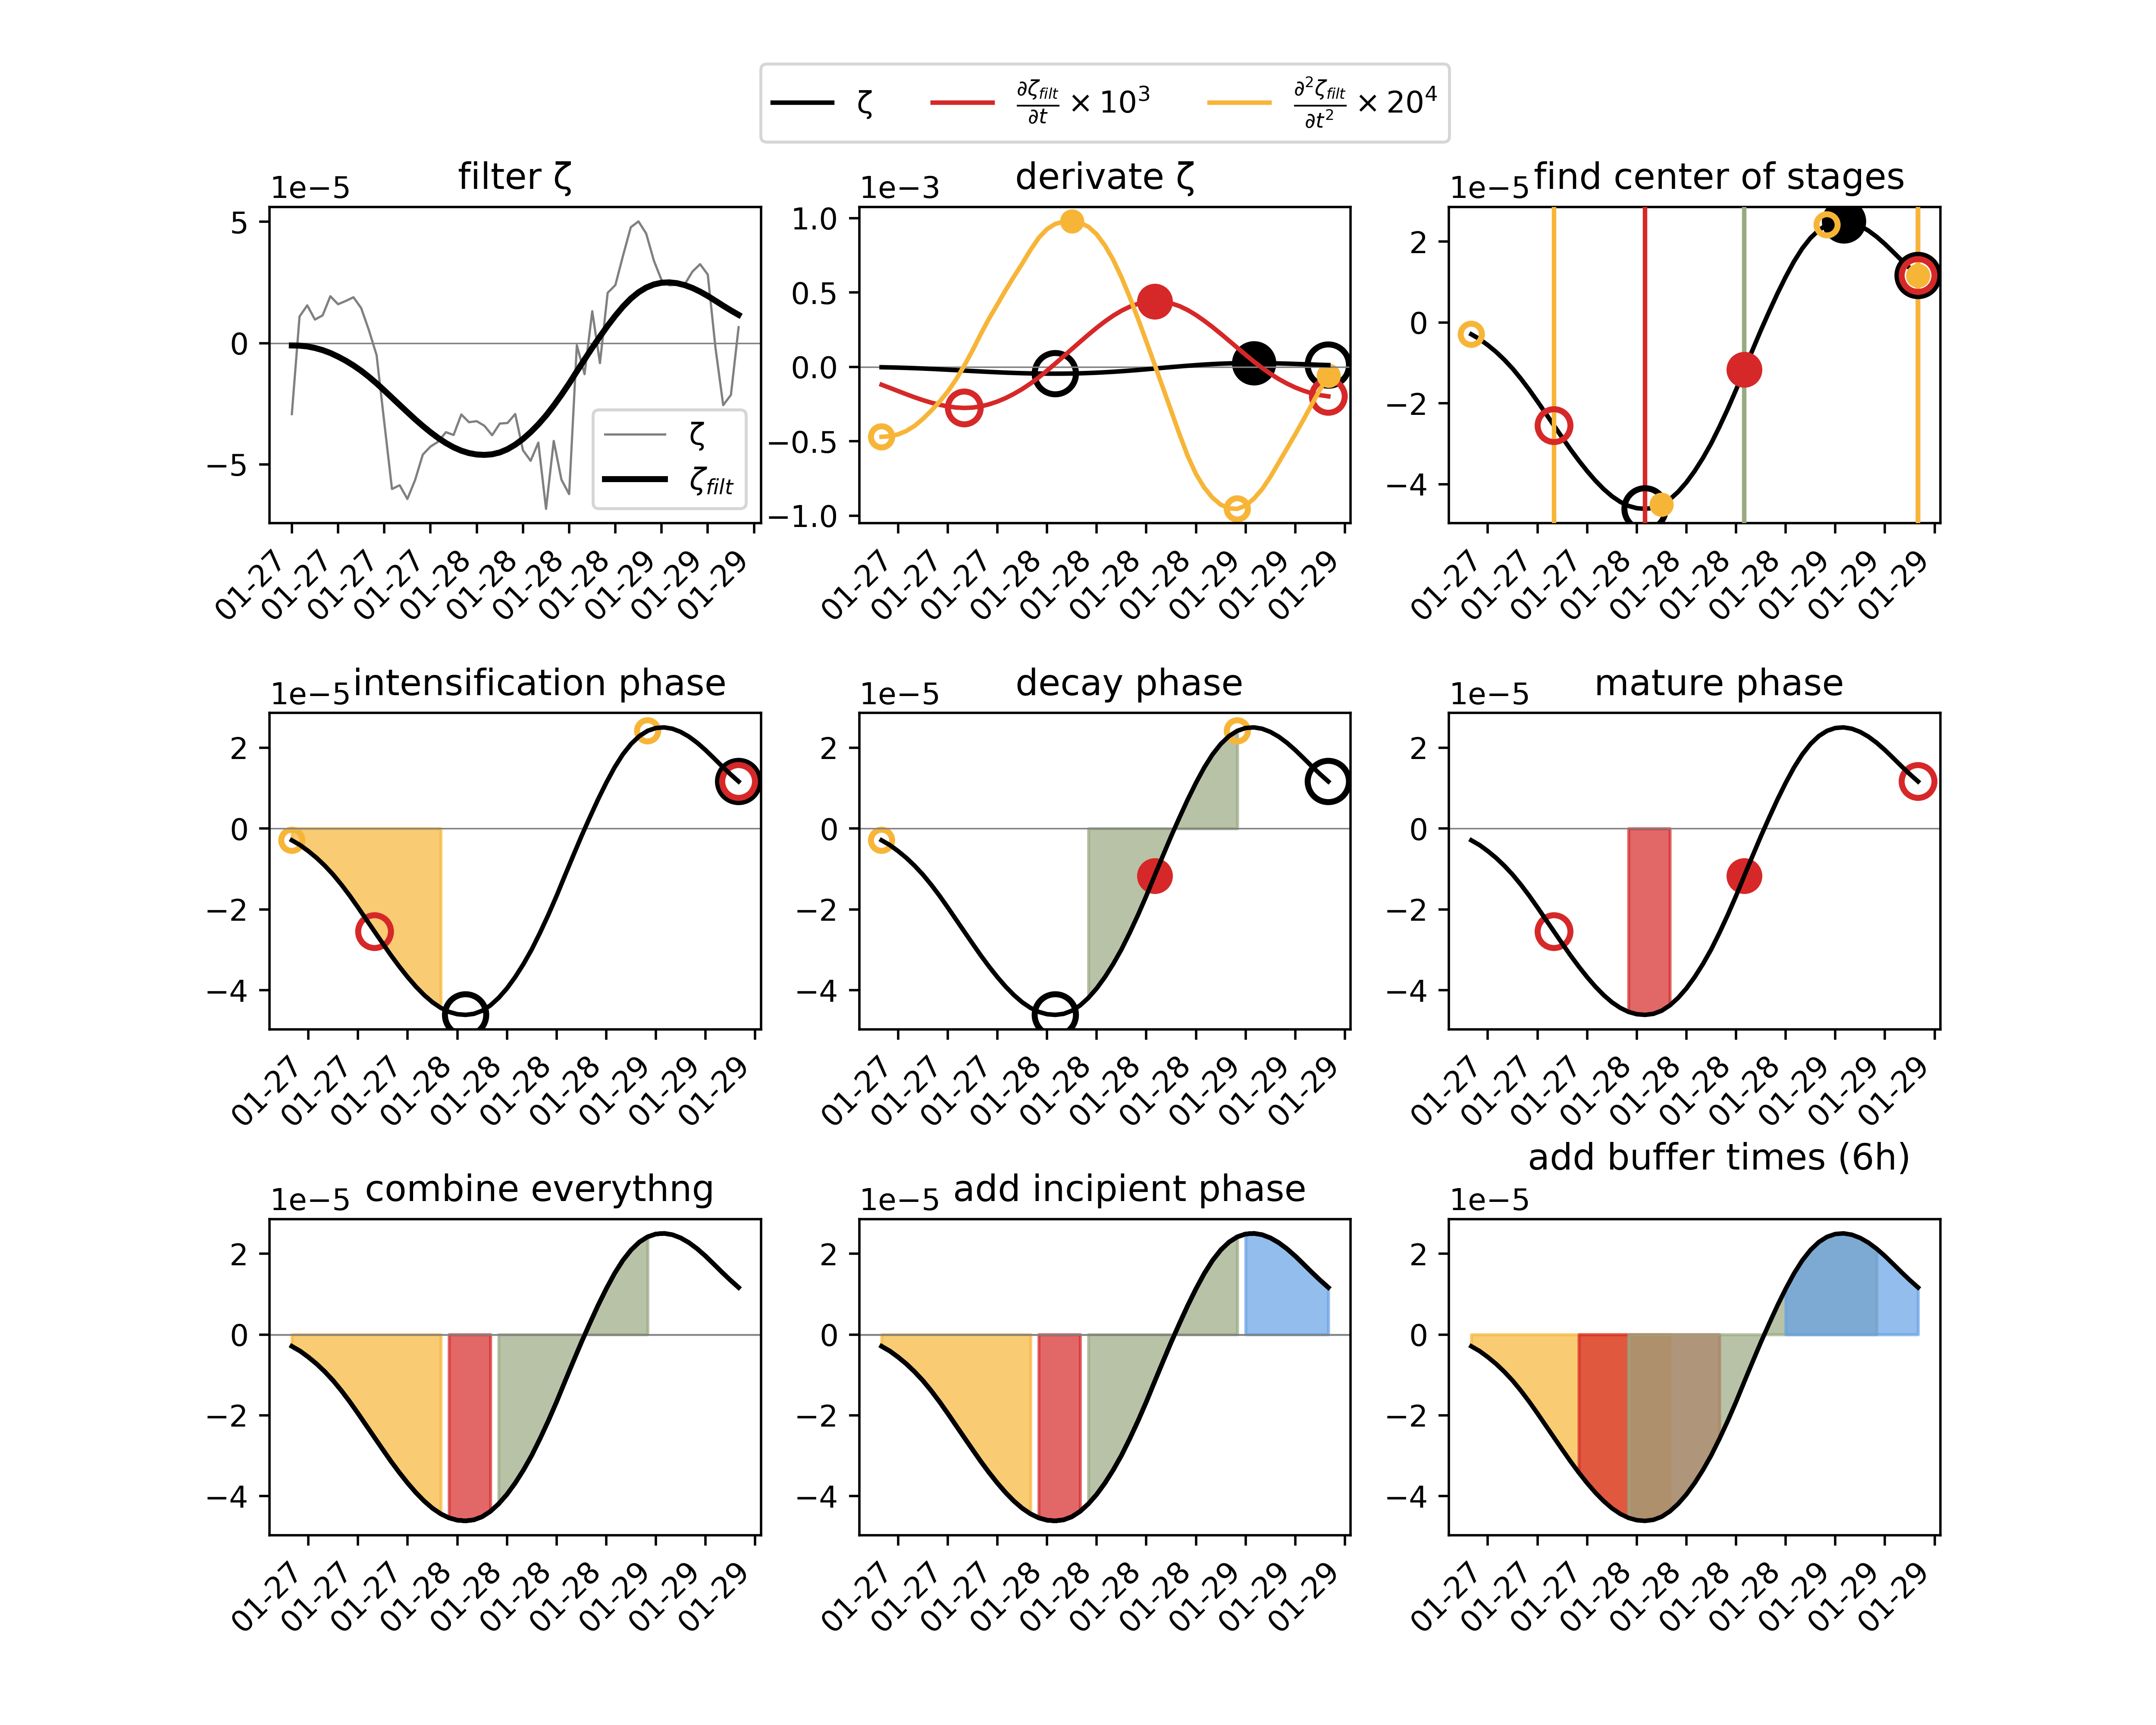 ζ ∂ζ_filt/∂t × 10³ ∂²ζ_filt/∂t² × 20⁴
filter ζ
1e−5
5
0
−5
ζ
ζ_filt
01-27 01-27 01-27 01-27 01-28 01-28 01-28 01-28 01-29 01-29 01-29
derivate ζ
1e−3
1.0
0.5
0.0
−0.5
−1.0
01-27 01-27 01-27 01-28 01-28 01-28 01-28 01-29 01-29 01-29
find center of stages
1e−5
2
0
−2
−4
01-27 01-27 01-27 01-28 01-28 01-28 01-28 01-29 01-29 01-29
intensification phase
1e−5
2
0
−2
−4
01-27 01-27 01-27 01-28 01-28 01-28 01-28 01-29 01-29 01-29
decay phase
1e−5
2
0
−2
−4
01-27 01-27 01-27 01-28 01-28 01-28 01-28 01-29 01-29 01-29
mature phase
1e−5
2
0
−2
−4
01-27 01-27 01-27 01-28 01-28 01-28 01-28 01-29 01-29 01-29
combine everythng
1e−5
2
0
−2
−4
01-27 01-27 01-27 01-28 01-28 01-28 01-28 01-29 01-29 01-29
add incipient phase
1e−5
2
0
−2
−4
01-27 01-27 01-27 01-28 01-28 01-28 01-28 01-29 01-29 01-29
add buffer times (6h)
1e−5
2
0
−2
−4
01-27 01-27 01-27 01-28 01-28 01-28 01-28 01-29 01-29 01-29